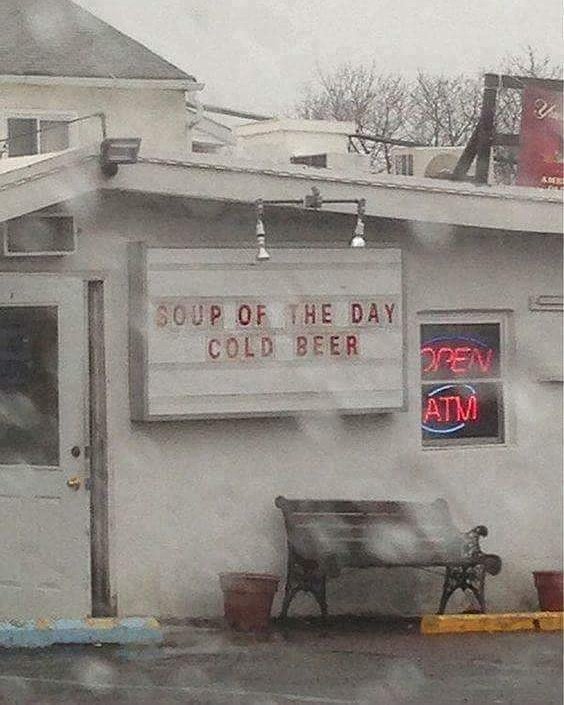 SOUP OF THE DAY
COLD BEER
OPEN
ATM